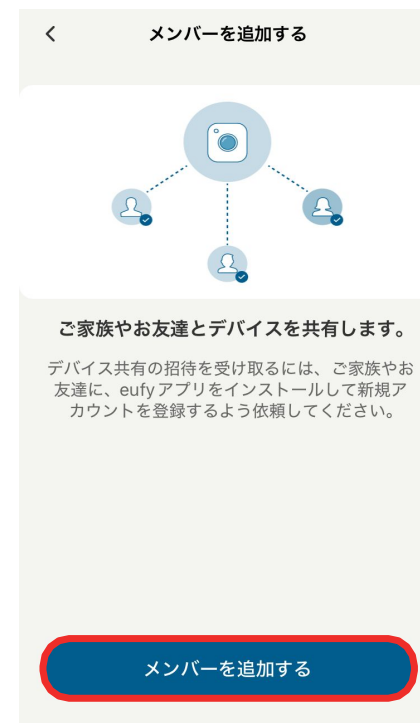 メンバーを追加する
ご家族やお友達とデバイスを共有します。
デバイス共有の招待を受け取るには、ご家族やお
友達に、eufyアプリをインストールして新規ア
カウントを登録するよう依頼してください。
メンバーを追加する